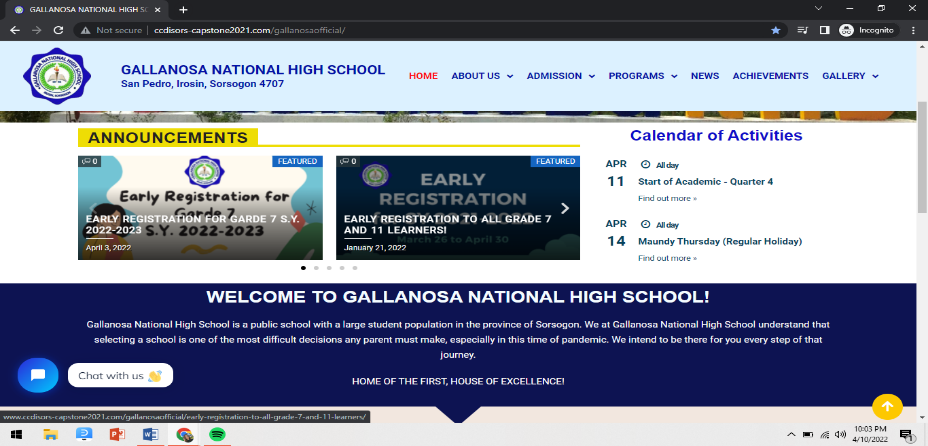 GALLANOSA NATIONAL HIGH SC
Not secure | ccdisors-capstone2021.com/gallanosaofficial/
Incognito
GALLANOSA NATIONAL HIGH SCHOOL
San Pedro, Irosin, Sorsogon 4707
HOME ABOUT US ADMISSION PROGRAMS NEWS ACHIEVEMENTS GALLERY
ANNOUNCEMENTS
0 FEATURED
Early Registration for
Garde 7
S.Y. 2022-2023
EARLY REGISTRATION FOR GARDE 7 S.Y.
2022-2023
April 3, 2022
0 FEATURED
EARLY
REGISTRATION
March 26 to April 30
EARLY REGISTRATION TO ALL GRADE 7
AND 11 LEARNERS!
January 21, 2022
Calendar of Activities
APR
11
All day
Start of Academic - Quarter 4
Find out more »
APR
14
All day
Maundy Thursday (Regular Holiday)
Find out more »
WELCOME TO GALLANOSA NATIONAL HIGH SCHOOL!
Gallanosa National High School is a public school with a large student population in the province of Sorsogon. We at Gallanosa National High School understand that
selecting a school is one of the most difficult decisions any parent must make, especially in this time of pandemic. We intend to be there for you every step of that
journey.
HOME OF THE FIRST, HOUSE OF EXCELLENCE!
Chat with us 👋
www.ccdisors-capstone2021.com/gallanosaofficial/early-registration-to-all-grade-7-and-11-learners/
10:03 PM
4/10/2022
1